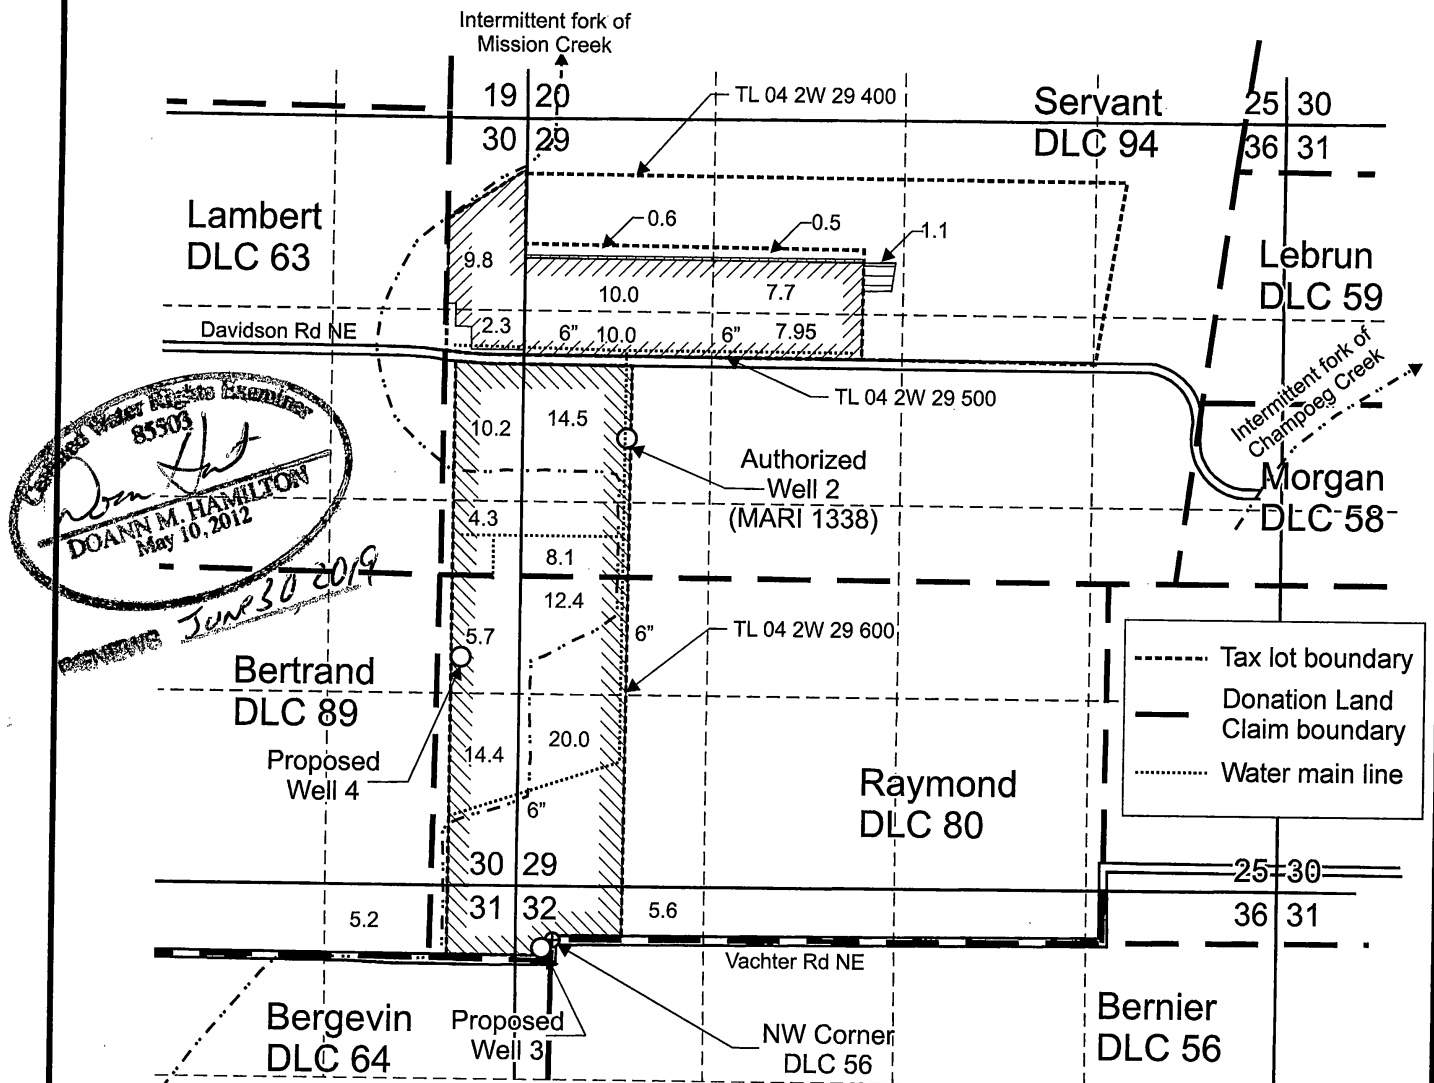 Intermittent fork of
Mission Creek
19 20
30 29
TL 04 2W 29 400
Servant
DLC 94
25 30
36 31
Lambert
DLC 63
0.6
0.5
1.1
Lebrun
DLC 59
9.8
10.0
7.7
Davidson Rd NE
2.3
6"
10.0
6"
7.95
Intermittent fork of
Champoeg Creek
TL 04 2W 29 500
10.2
14.5
Authorized
Well 2
(MARI 1338)
Morgan
DLC 58
Water Rights Examiner
85503
DOANN M. HAMILTON
May 10, 2012
RENEWS JUNE 30 2019
4.3
8.1
12.4
5.7
6"
TL 04 2W 29 600
Tax lot boundary
Donation Land
Claim boundary
Water main line
Bertrand
DLC 89
Proposed
Well 4
14.4
20.0
6"
Raymond
DLC 80
30 29
31 32
25 30
36 31
5.2
5.6
Vachter Rd NE
Bergevin
DLC 64
Proposed
Well 3
NW Corner
DLC 56
Bernier
DLC 56